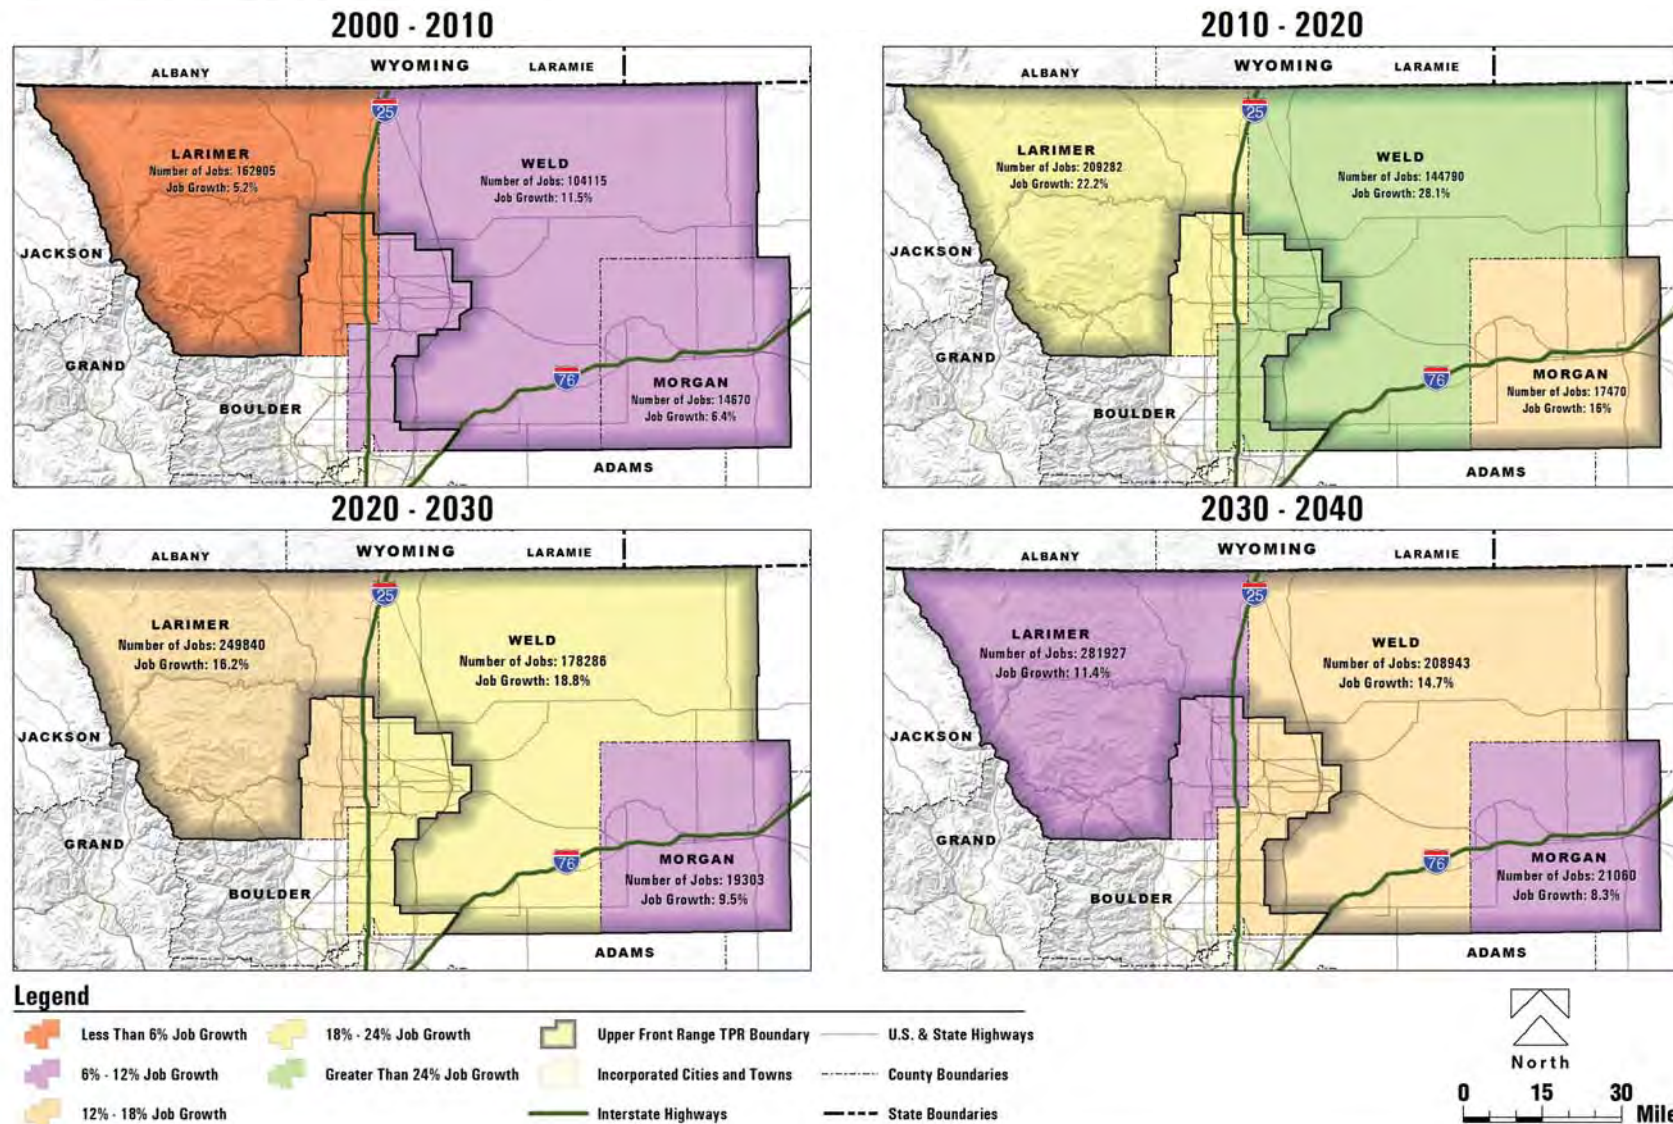 2000 - 2010
ALBANY
WYOMING
LARAMIE
25
LARIMER
Number of Jobs: 162905
Job Growth: 5.2%
WELD
Number of Jobs: 104115
Job Growth: 11.5%
JACKSON
GRAND
BOULDER
76
MORGAN
Number of Jobs: 14670
Job Growth: 6.4%
ADAMS
2010 - 2020
ALBANY
WYOMING
LARAMIE
25
LARIMER
Number of Jobs: 209282
Job Growth: 22.2%
WELD
Number of Jobs: 144790
Job Growth: 28.1%
JACKSON
GRAND
BOULDER
76
MORGAN
Number of Jobs: 17470
Job Growth: 16%
ADAMS
2020 - 2030
ALBANY
WYOMING
LARAMIE
25
LARIMER
Number of Jobs: 249840
Job Growth: 16.2%
WELD
Number of Jobs: 178286
Job Growth: 18.8%
JACKSON
GRAND
BOULDER
76
MORGAN
Number of Jobs: 19303
Job Growth: 9.5%
ADAMS
2030 - 2040
ALBANY
WYOMING
LARAMIE
25
LARIMER
Number of Jobs: 281927
Job Growth: 11.4%
WELD
Number of Jobs: 208943
Job Growth: 14.7%
JACKSON
GRAND
BOULDER
76
MORGAN
Number of Jobs: 21060
Job Growth: 8.3%
ADAMS
Legend
Less Than 6% Job Growth
6% - 12% Job Growth
12% - 18% Job Growth
18% - 24% Job Growth
Greater Than 24% Job Growth
Upper Front Range TPR Boundary
Incorporated Cities and Towns
Interstate Highways
U.S. & State Highways
County Boundaries
State Boundaries
North
0 15 30
Mile